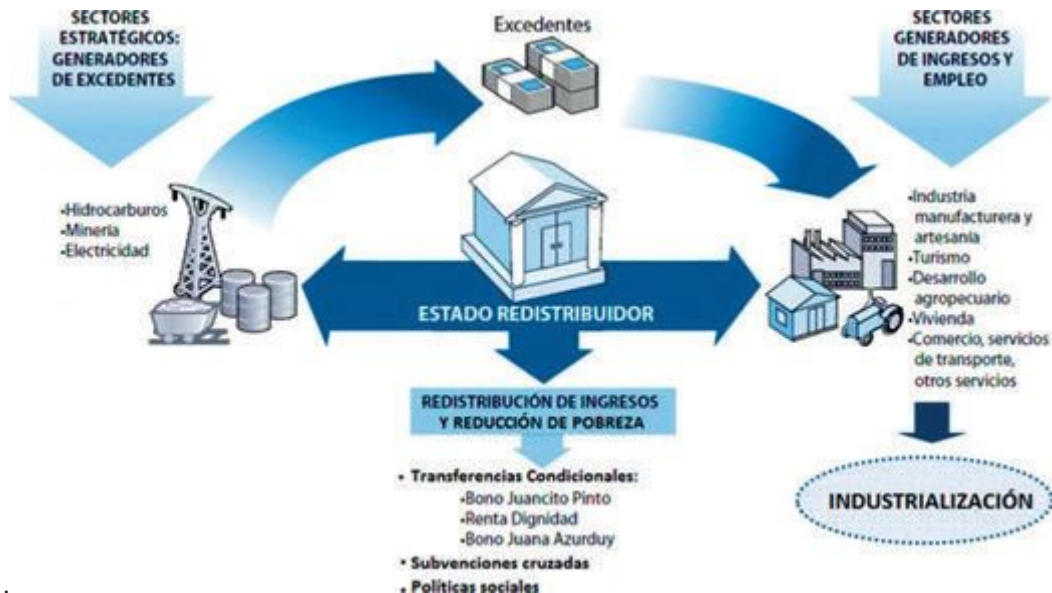 SECTORES
ESTRATÉGICOS:
GENERADORES
DE EXCEDENTES
Excedentes
SECTORES
GENERADORES
DE INGRESOS Y
EMPLEO
•Hidrocarburos
•Minería
•Electricidad
ESTADO REDISTRIBUIDOR
•Industria
manufacturera y
artesanía
•Turismo
•Desarrollo
agropecuario
•Vivienda
•Comercio, servicios
de transporte,
otros servicios
REDISTRIBUCIÓN DE INGRESOS
Y REDUCCIÓN DE POBREZA
• Transferencias Condicionales:
•Bono Juancito Pinto
•Renta Dignidad
•Bono Juana Azurduy
• Subvenciones cruzadas
• Políticas sociales
INDUSTRIALIZACIÓN